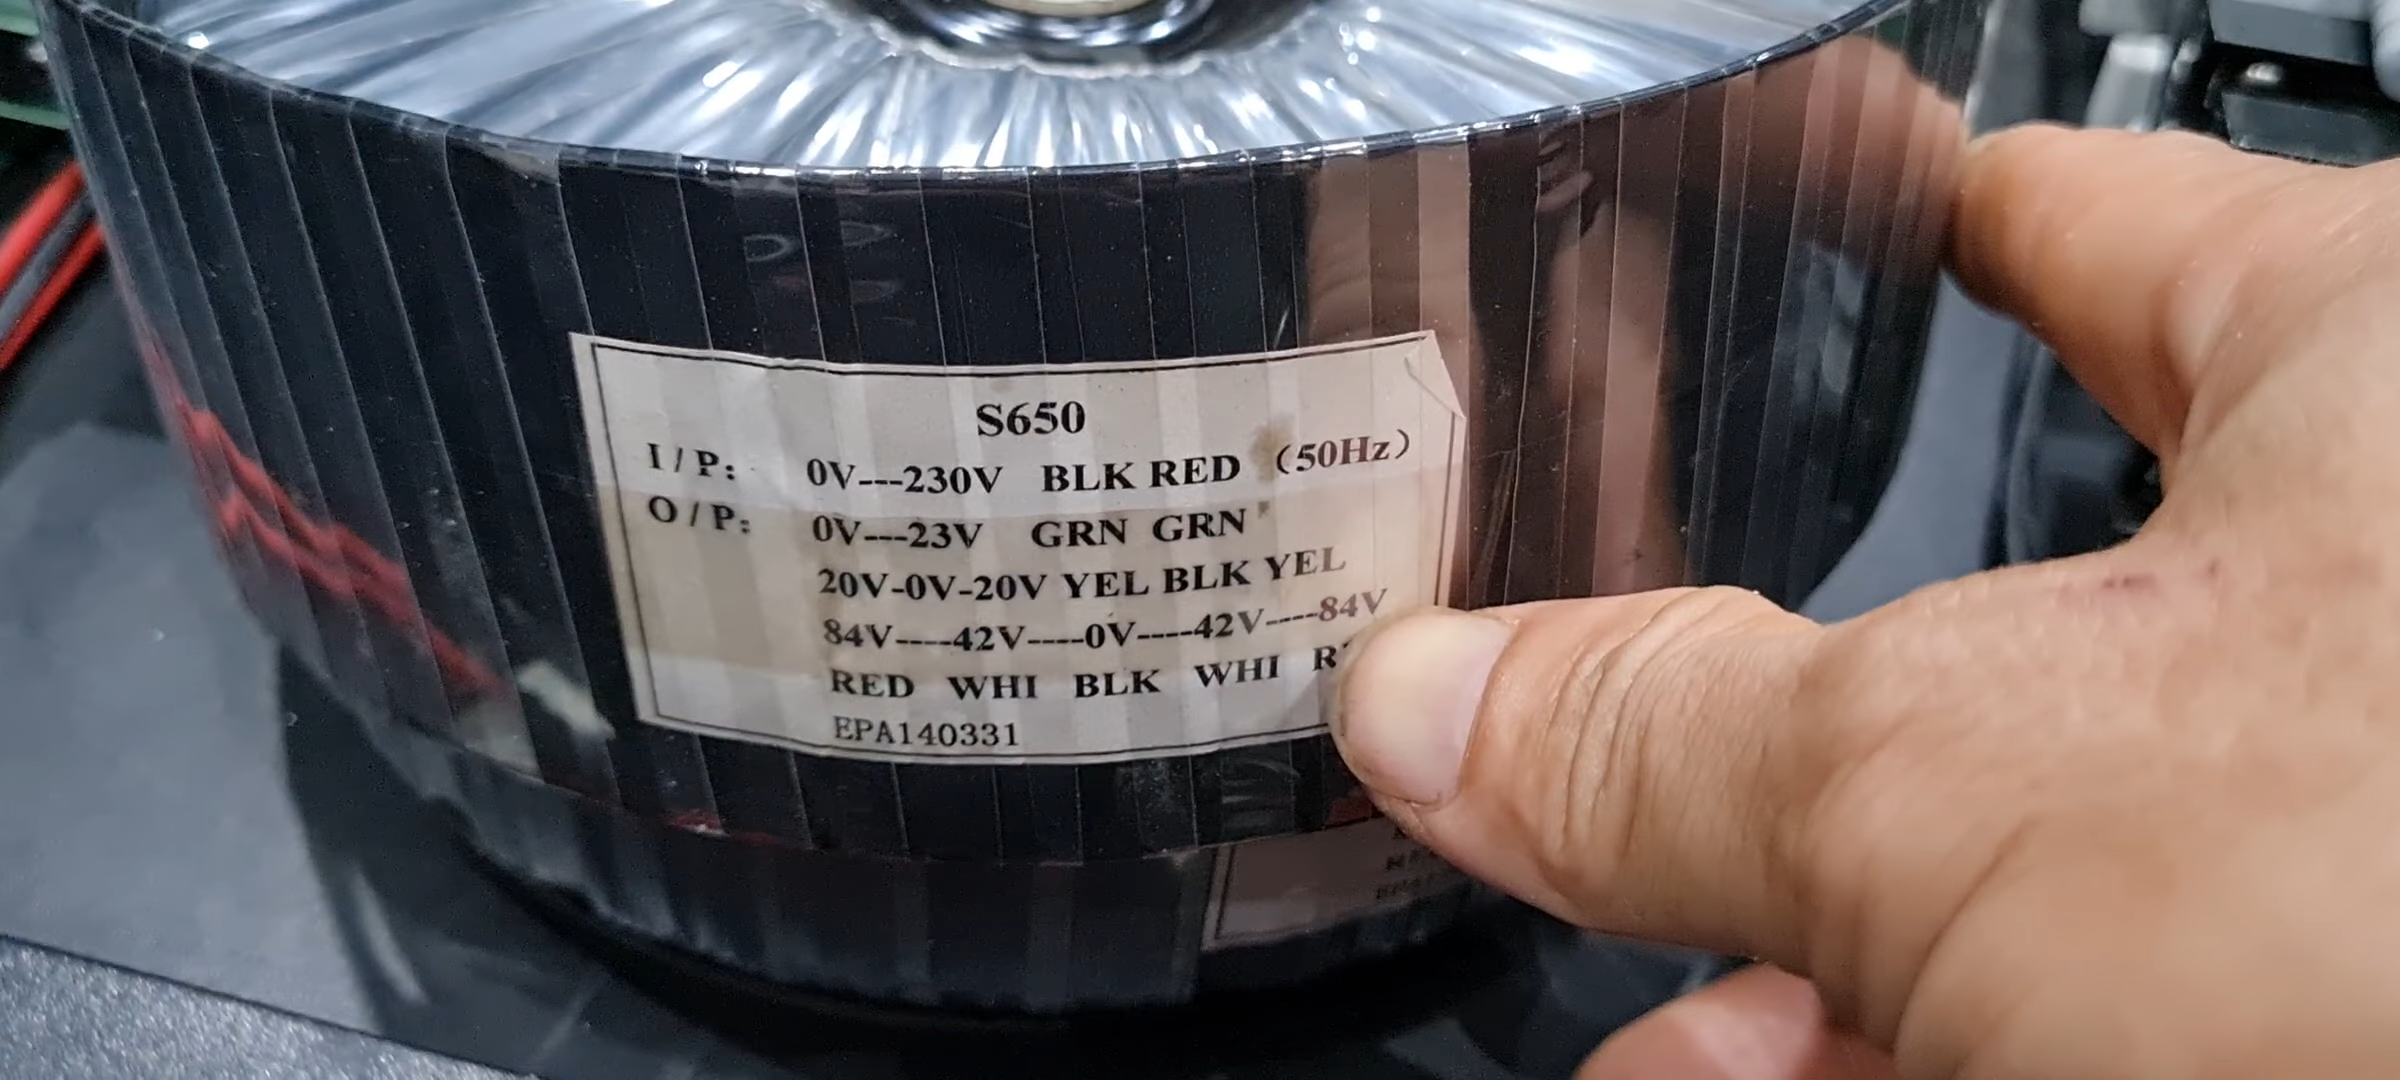 S650
I/P: 0V---230V BLK RED (50Hz)
O/P: 0V---23V GRN GRN
20V-0V-20V YEL BLK YEL
84V----42V----0V----42V----84V
RED WHI BLK WHI
EPA140331